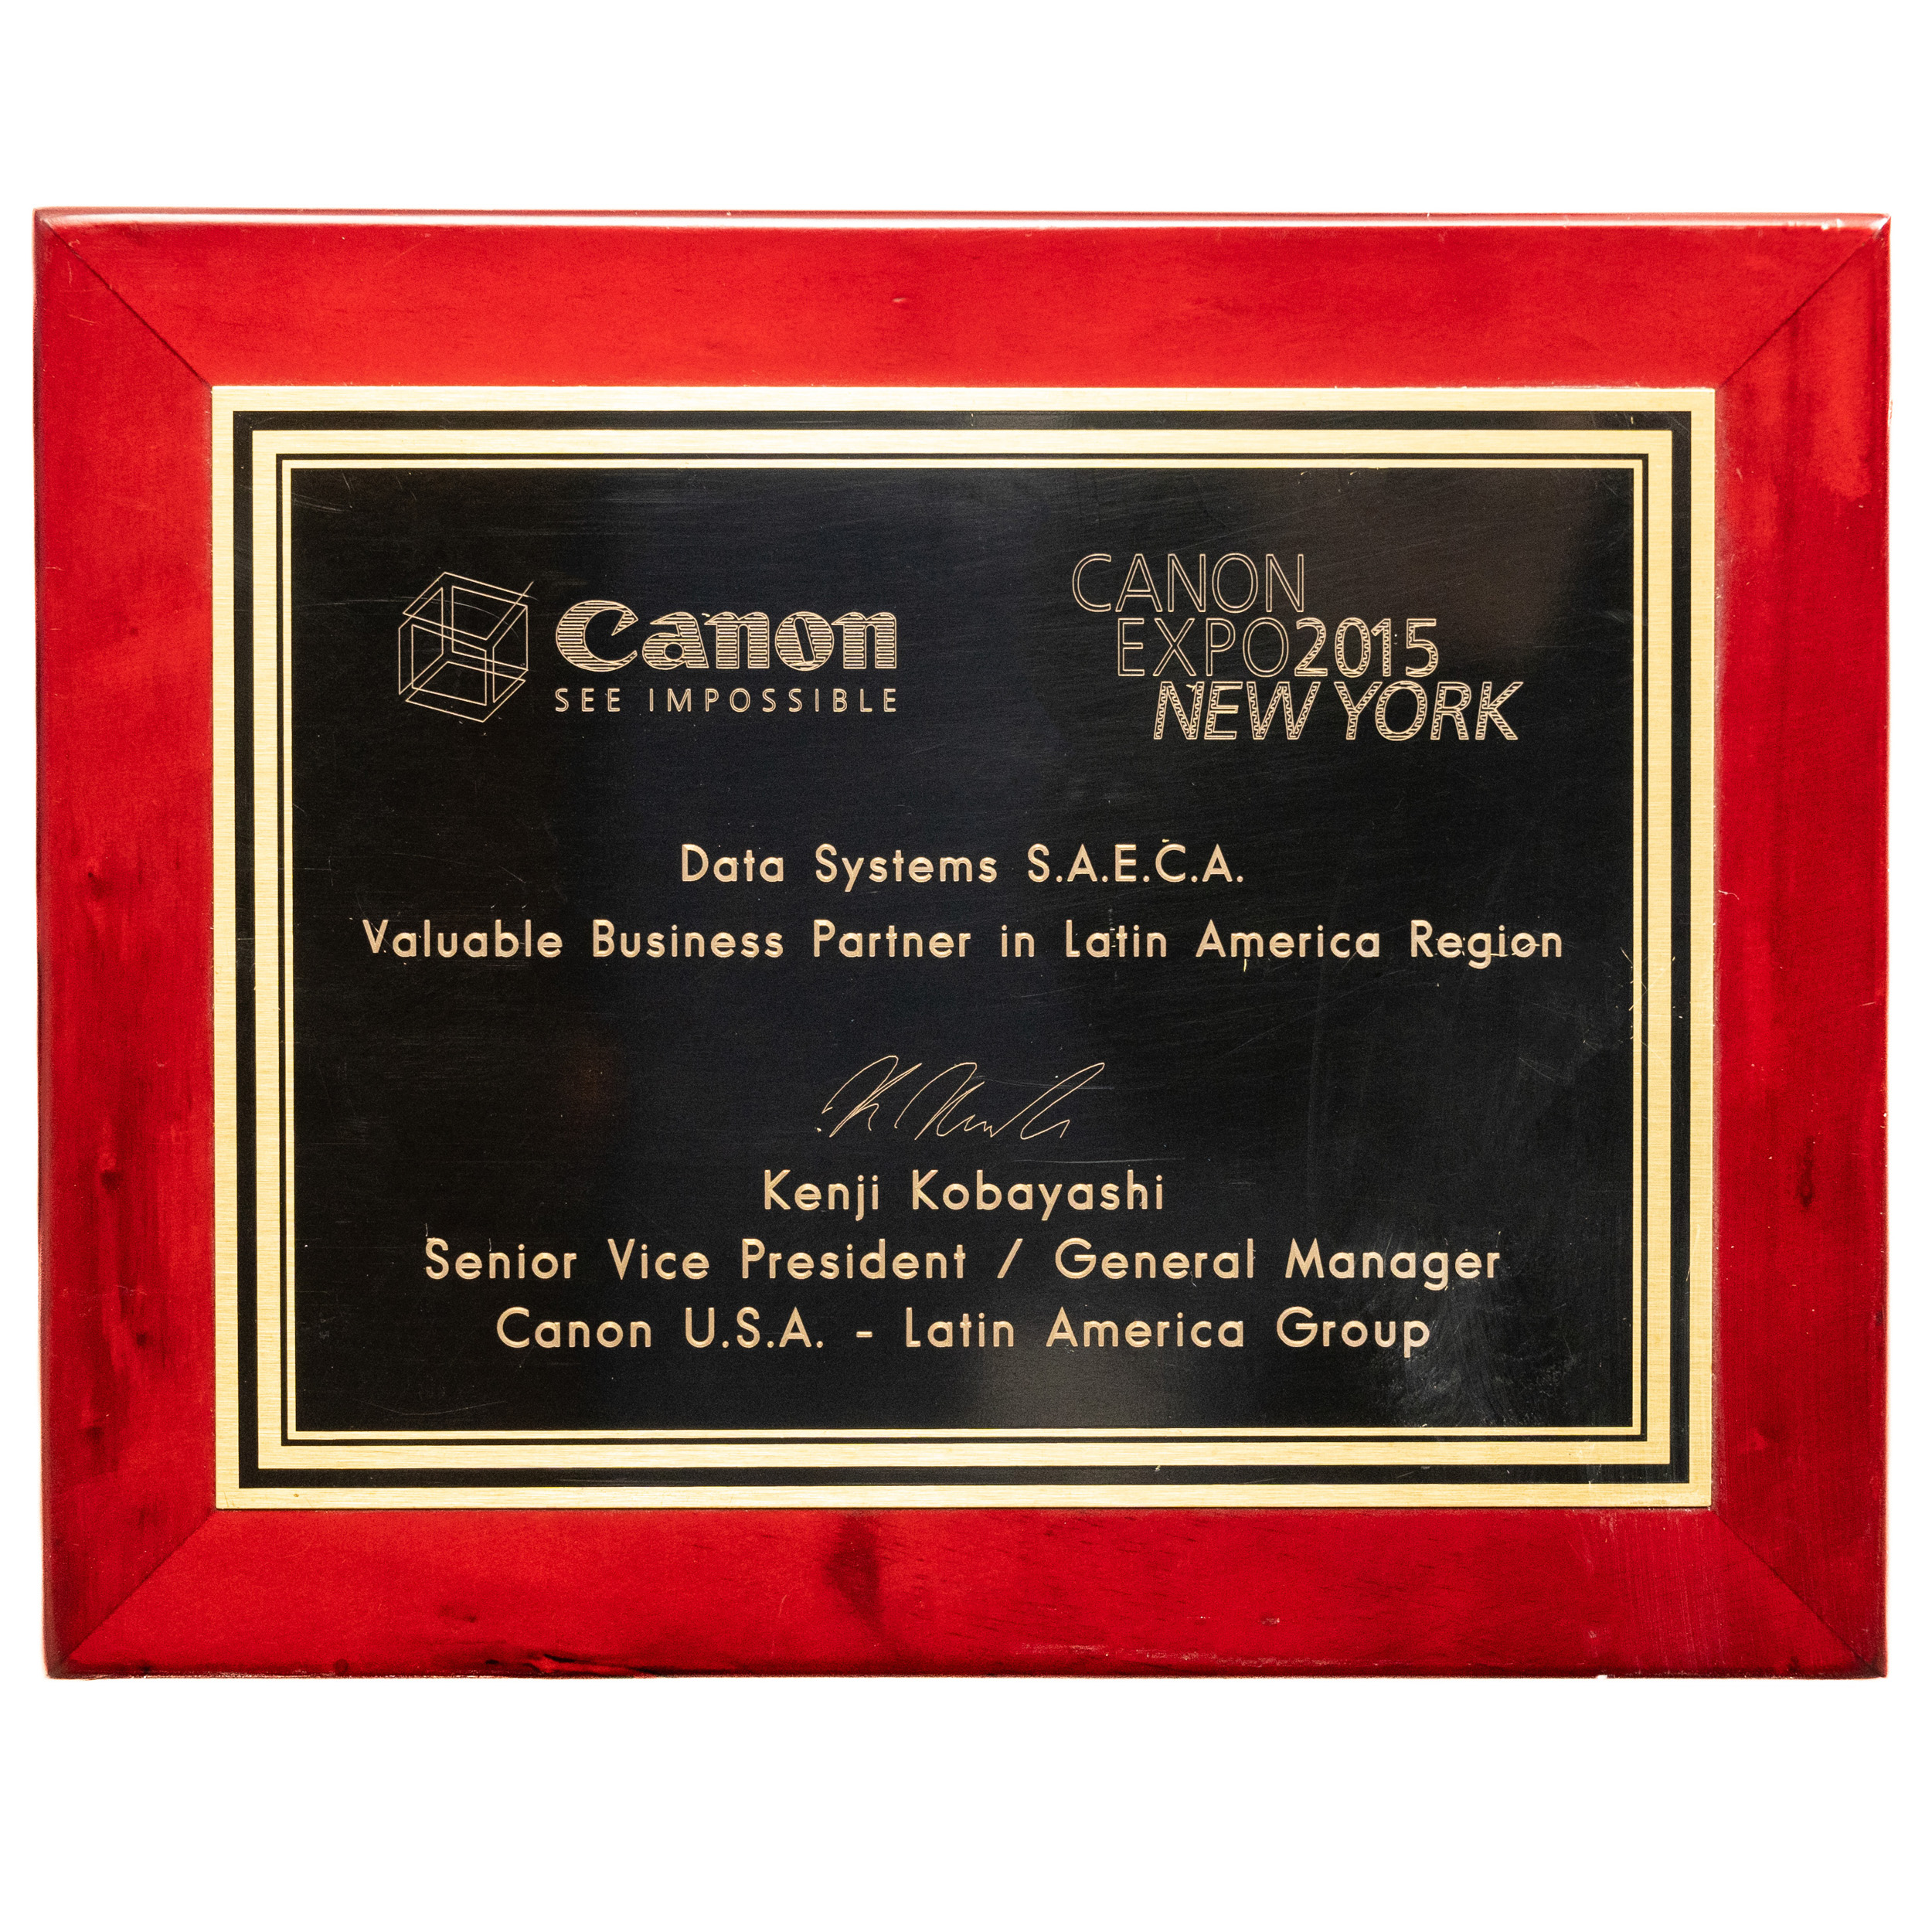 Canon
SEE IMPOSSIBLE
CANON
EXPO2015
NEW YORK
Data Systems S.A.E.C.A.
Valuable Business Partner in Latin America Region
Kenji Kobayashi
Senior Vice President / General Manager
Canon U.S.A. - Latin America Group